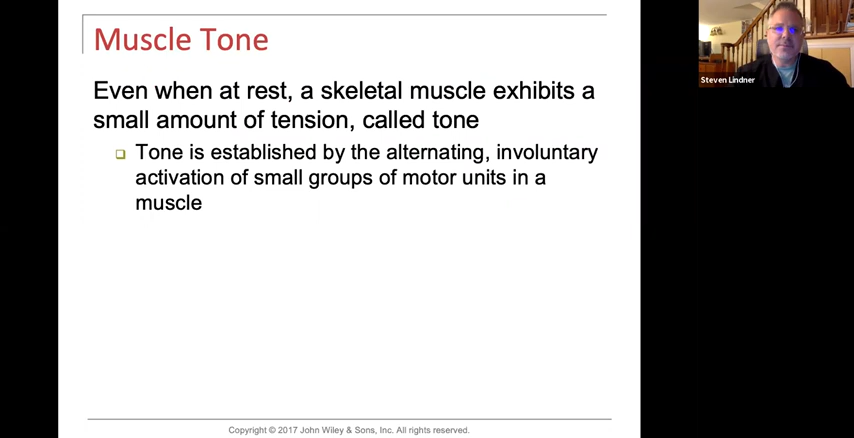 Muscle Tone
Even when at rest, a skeletal muscle exhibits a
small amount of tension, called tone
Tone is established by the alternating, involuntary
activation of small groups of motor units in a
muscle
Copyright © 2017 John Wiley & Sons, Inc. All rights reserved.
Steven Lindner